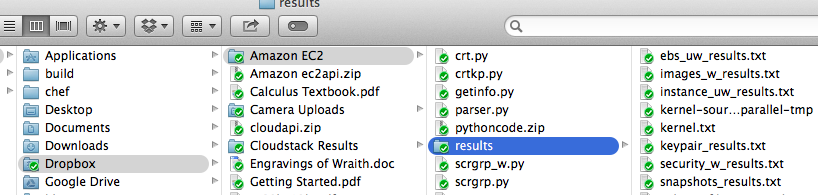 results
Applications
build
chef
Desktop
Documents
Downloads
Dropbox
Google Drive
Amazon EC2
Amazon ec2api.zip
Calculus Textbook.pdf
Camera Uploads
cloudapi.zip
Cloudstack Results
Engravings of Wraith.doc
Getting Started.pdf
crt.py
crtkp.py
getinfo.py
parser.py
pythoncode.zip
results
scrgrp_w.py
scrgrp.py
ebs_uw_results.txt
images_w_results.txt
instance_uw_results.txt
kernel-sour...parallel-tmp
kernel.txt
keypair_results.txt
security_w_results.txt
snapshots_results.txt